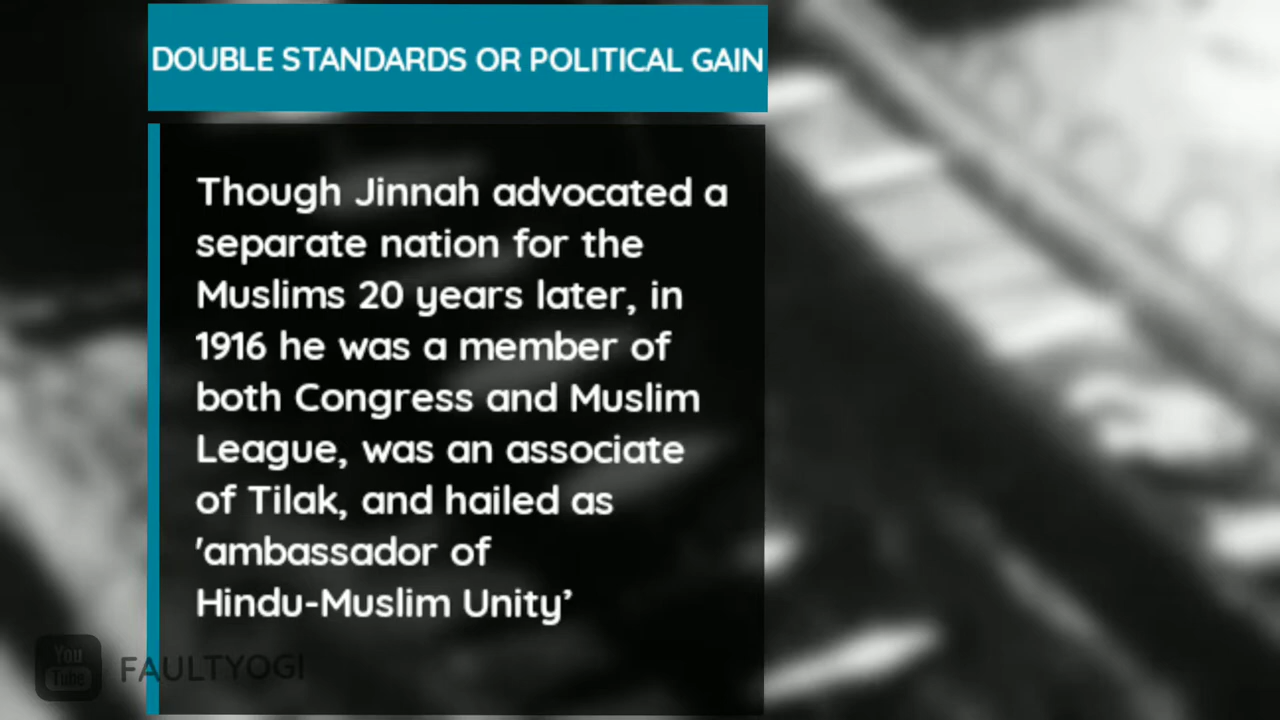 DOUBLE STANDARDS OR POLITICAL GAIN
Though Jinnah advocated a
separate nation for the
Muslims 20 years later, in
1916 he was a member of
both Congress and Muslim
League, was an associate
of Tilak, and hailed as
'ambassador of
Hindu-Muslim Unity’
You
Tube
FAULTYOGI